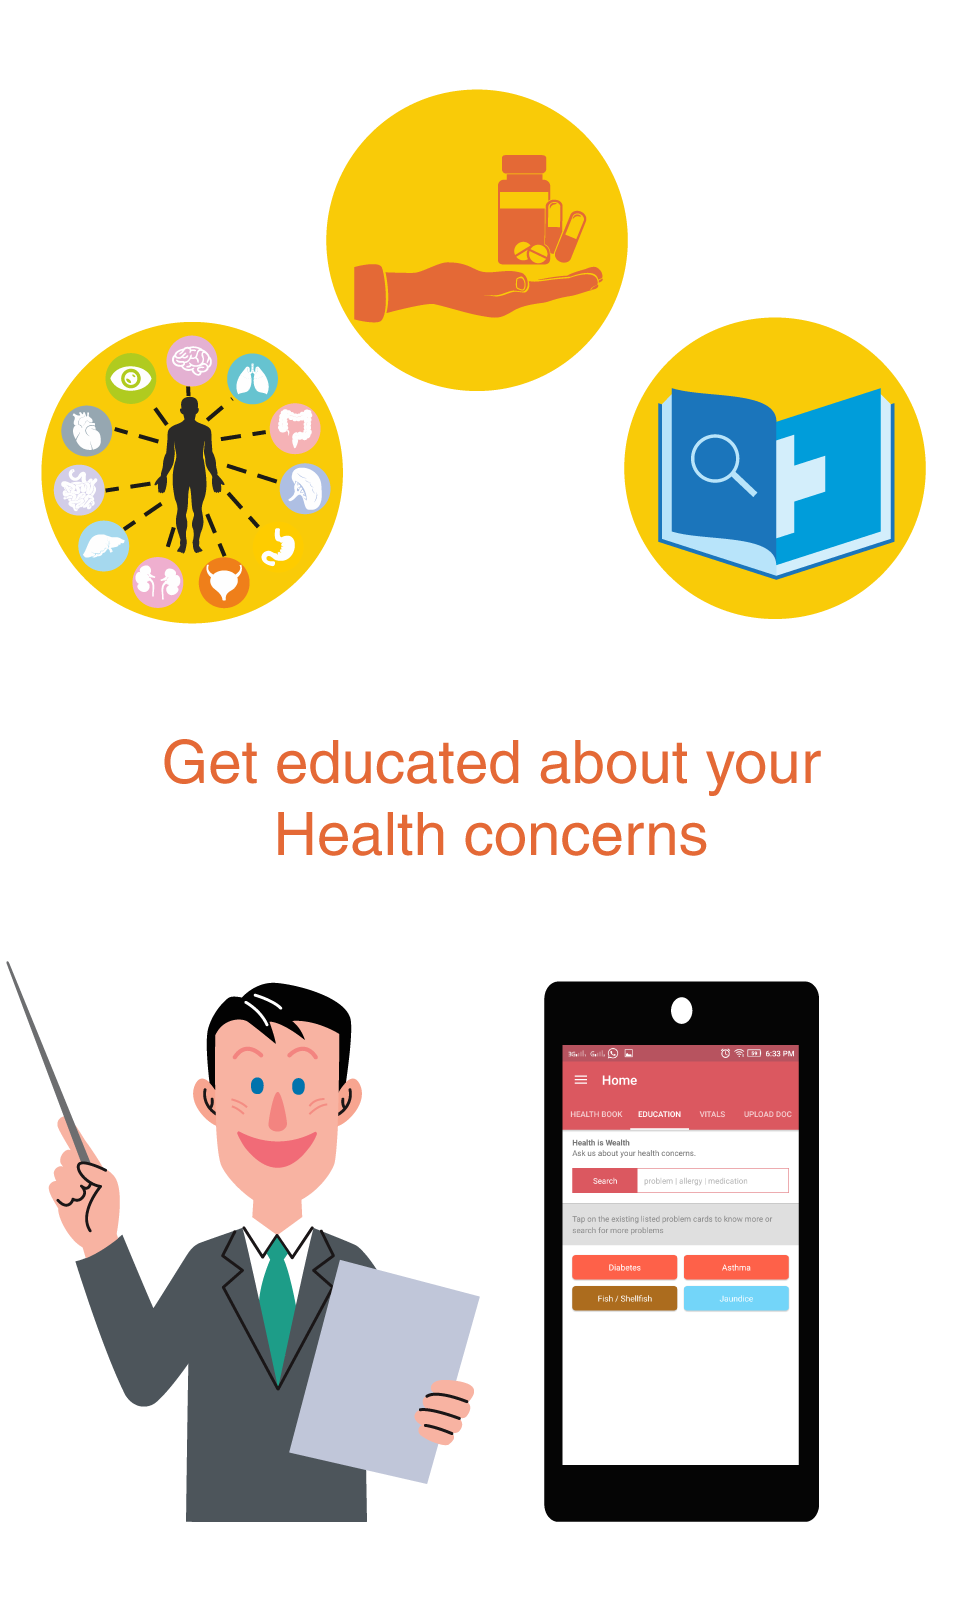 Get educated about your
Health concerns
3G G 59 6:33 PM
Home
HEALTH BOOK EDUCATION VITALS UPLOAD DOC
Health is Wealth
Ask us about your health concerns.
Search problem | allergy | medication
Tap on the existing listed problem cards to know more or
search for more problems
Diabetes Asthma
Fish / Shellfish Jaundice